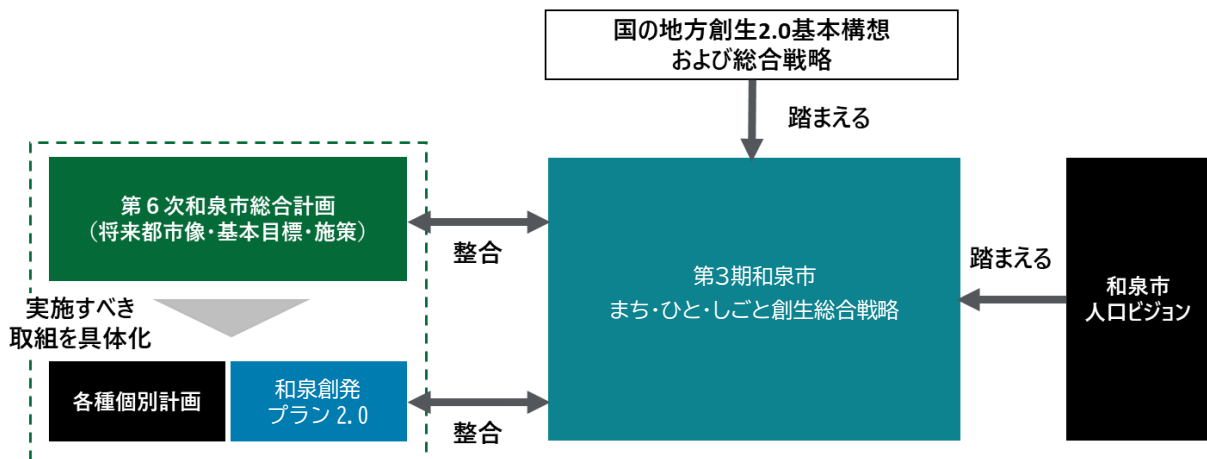 国の地方創生2.0基本構想
および総合戦略
踏まえる
第6次和泉市総合計画
（将来都市像・基本目標・施策）
整合
第3期和泉市
まち・ひと・しごと創生総合戦略
踏まえる
和泉市
人口ビジョン
実施すべき
取組を具体化
各種個別計画
和泉創発
プラン 2.0
整合